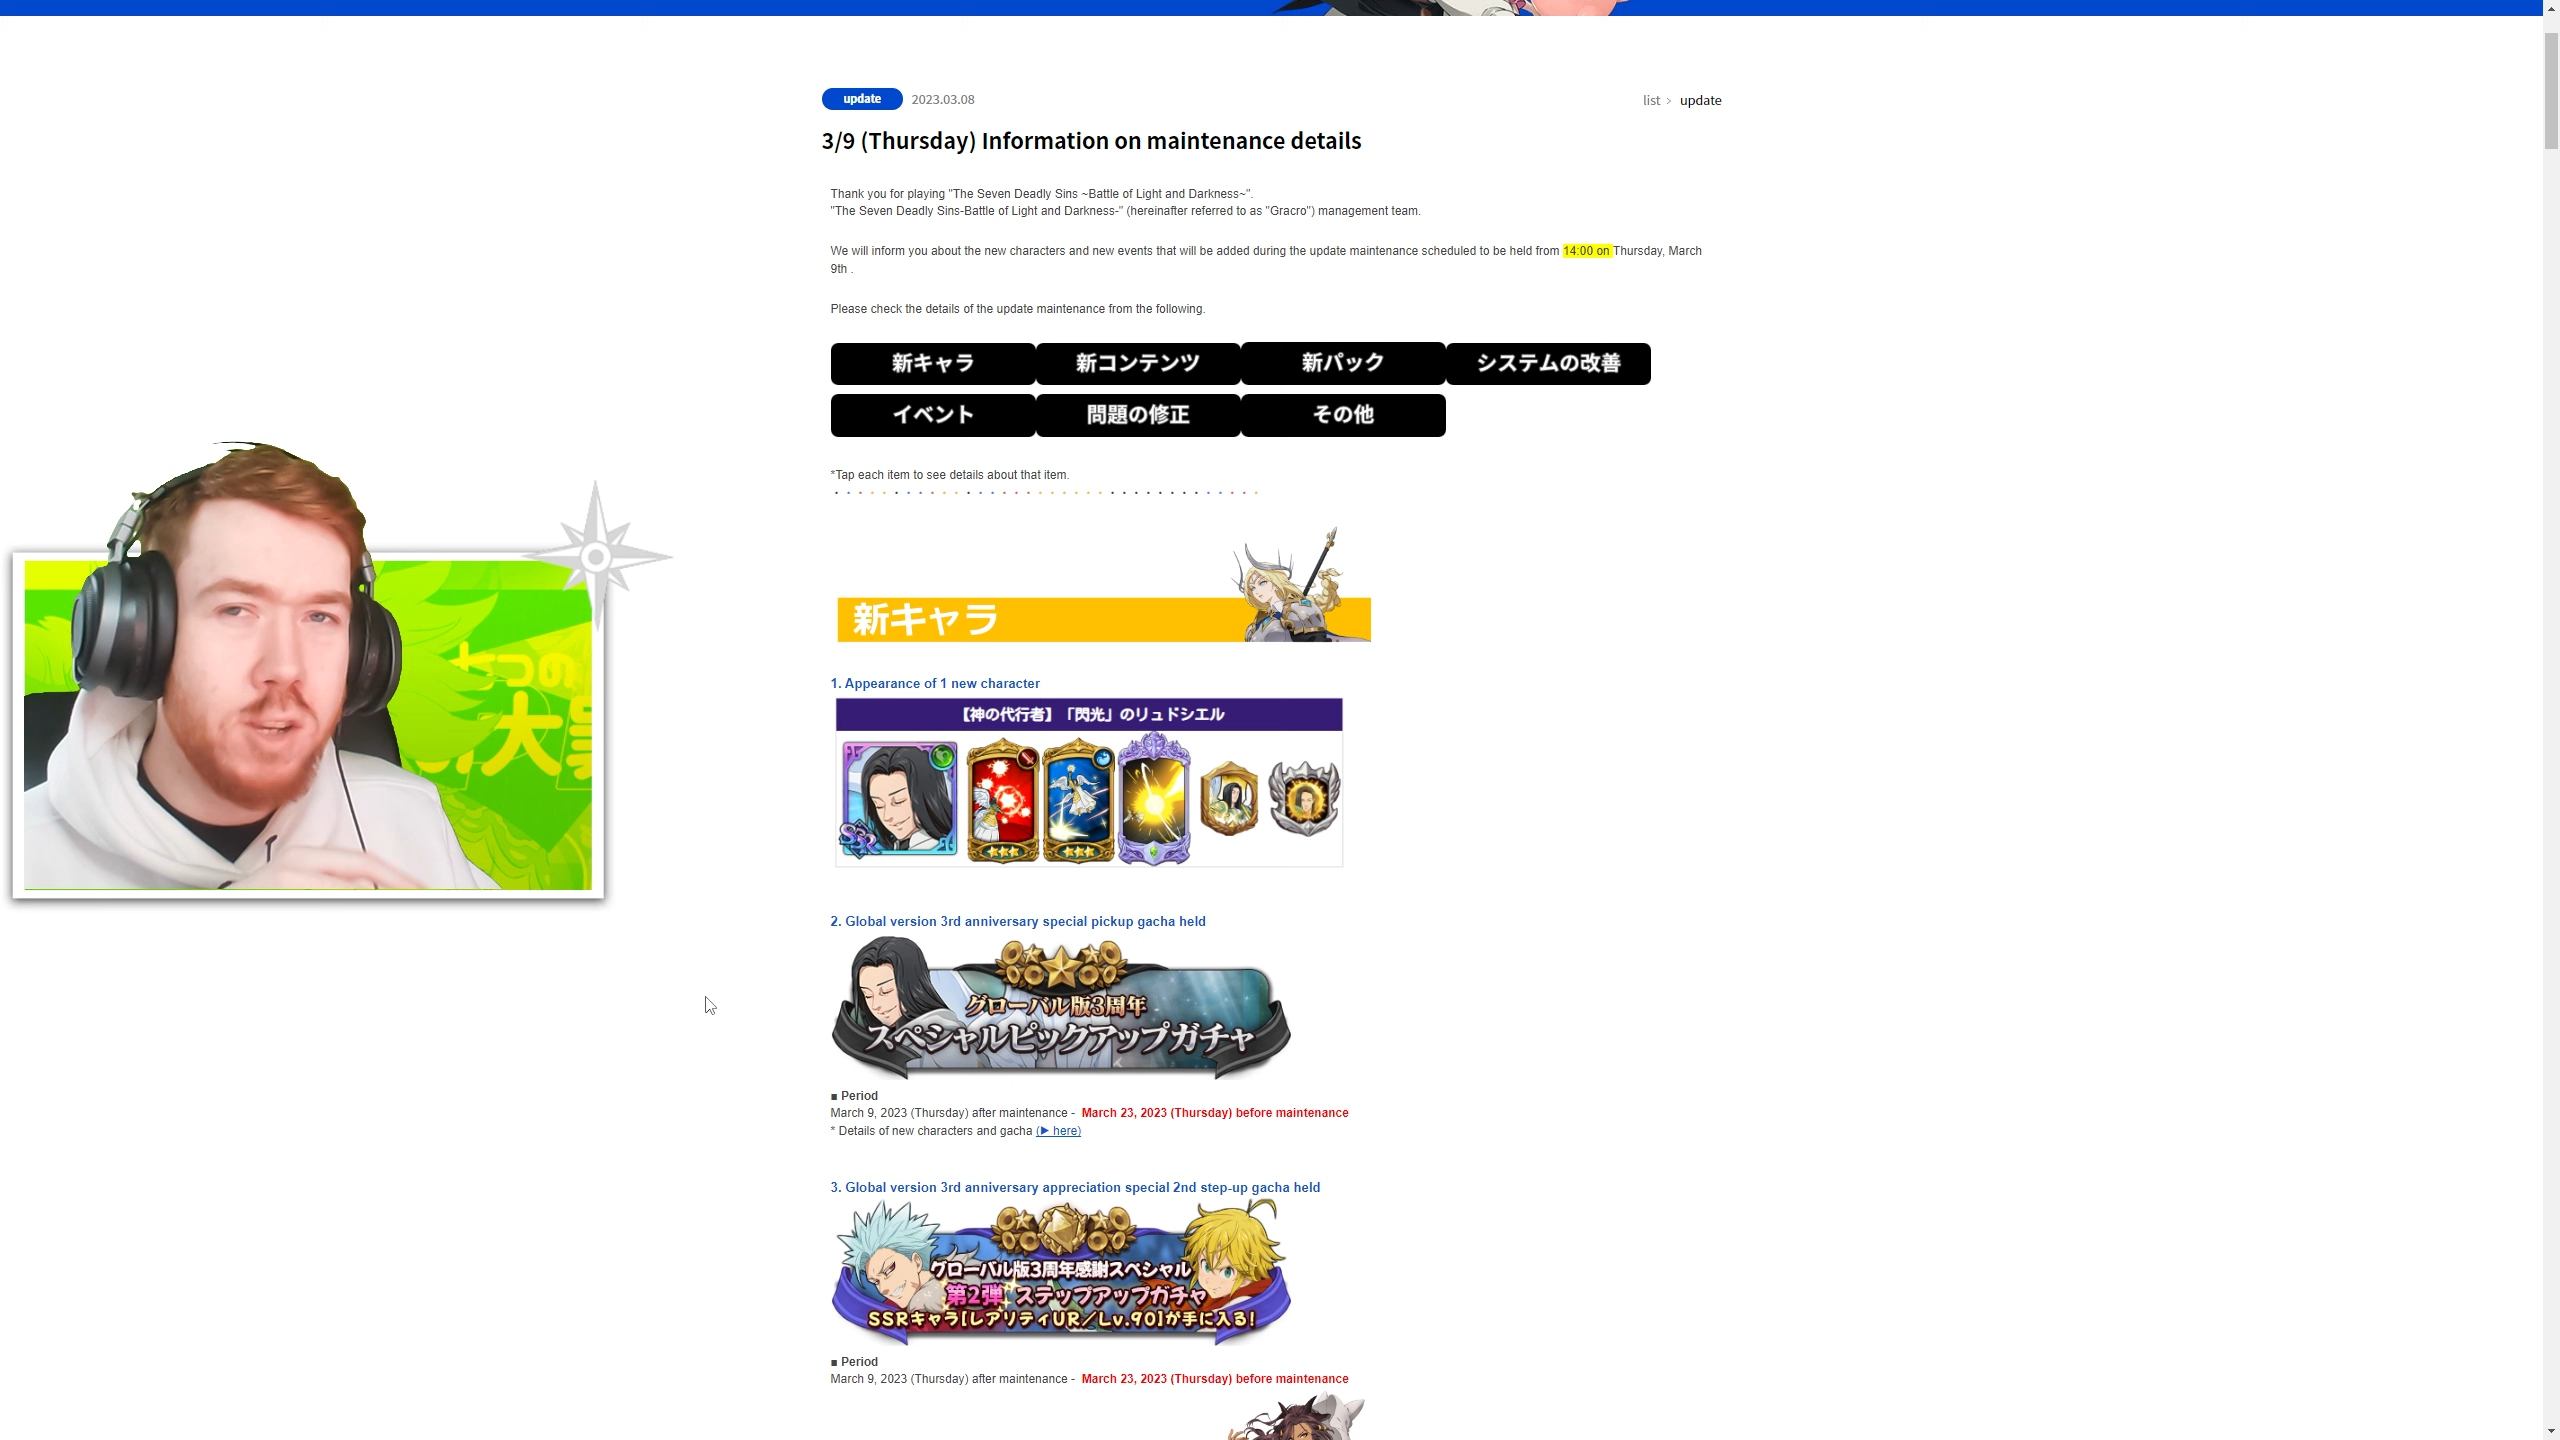 update 2023.03.08
list > update
3/9 (Thursday) Information on maintenance details
Thank you for playing "The Seven Deadly Sins ~Battle of Light and Darkness~".
"The Seven Deadly Sins-Battle of Light and Darkness-" (hereinafter referred to as "Gracro") management team.
We will inform you about the new characters and new events that will be added during the update maintenance scheduled to be held from 14:00 on Thursday, March
9th .
Please check the details of the update maintenance from the following.
新キャラ 新コンテンツ 新パック システムの改善
イベント 問題の修正 その他
*Tap each item to see details about that item.
新キャラ
1. Appearance of 1 new character
【神の代行者】「閃光」のリュドシエル
SSR
2. Global version 3rd anniversary special pickup gacha held
グローバル版3周年
スペシャルピックアップガチャ
■ Period
March 9, 2023 (Thursday) after maintenance - March 23, 2023 (Thursday) before maintenance
* Details of new characters and gacha (▶ here)
3. Global version 3rd anniversary appreciation special 2nd step-up gacha held
グローバル版3周年感謝スペシャル
第2弾 ステップアップガチャ
SSRキャラ[レアリティUR/Lv.90]が手に入る!
■ Period
March 9, 2023 (Thursday) after maintenance - March 23, 2023 (Thursday) before maintenance